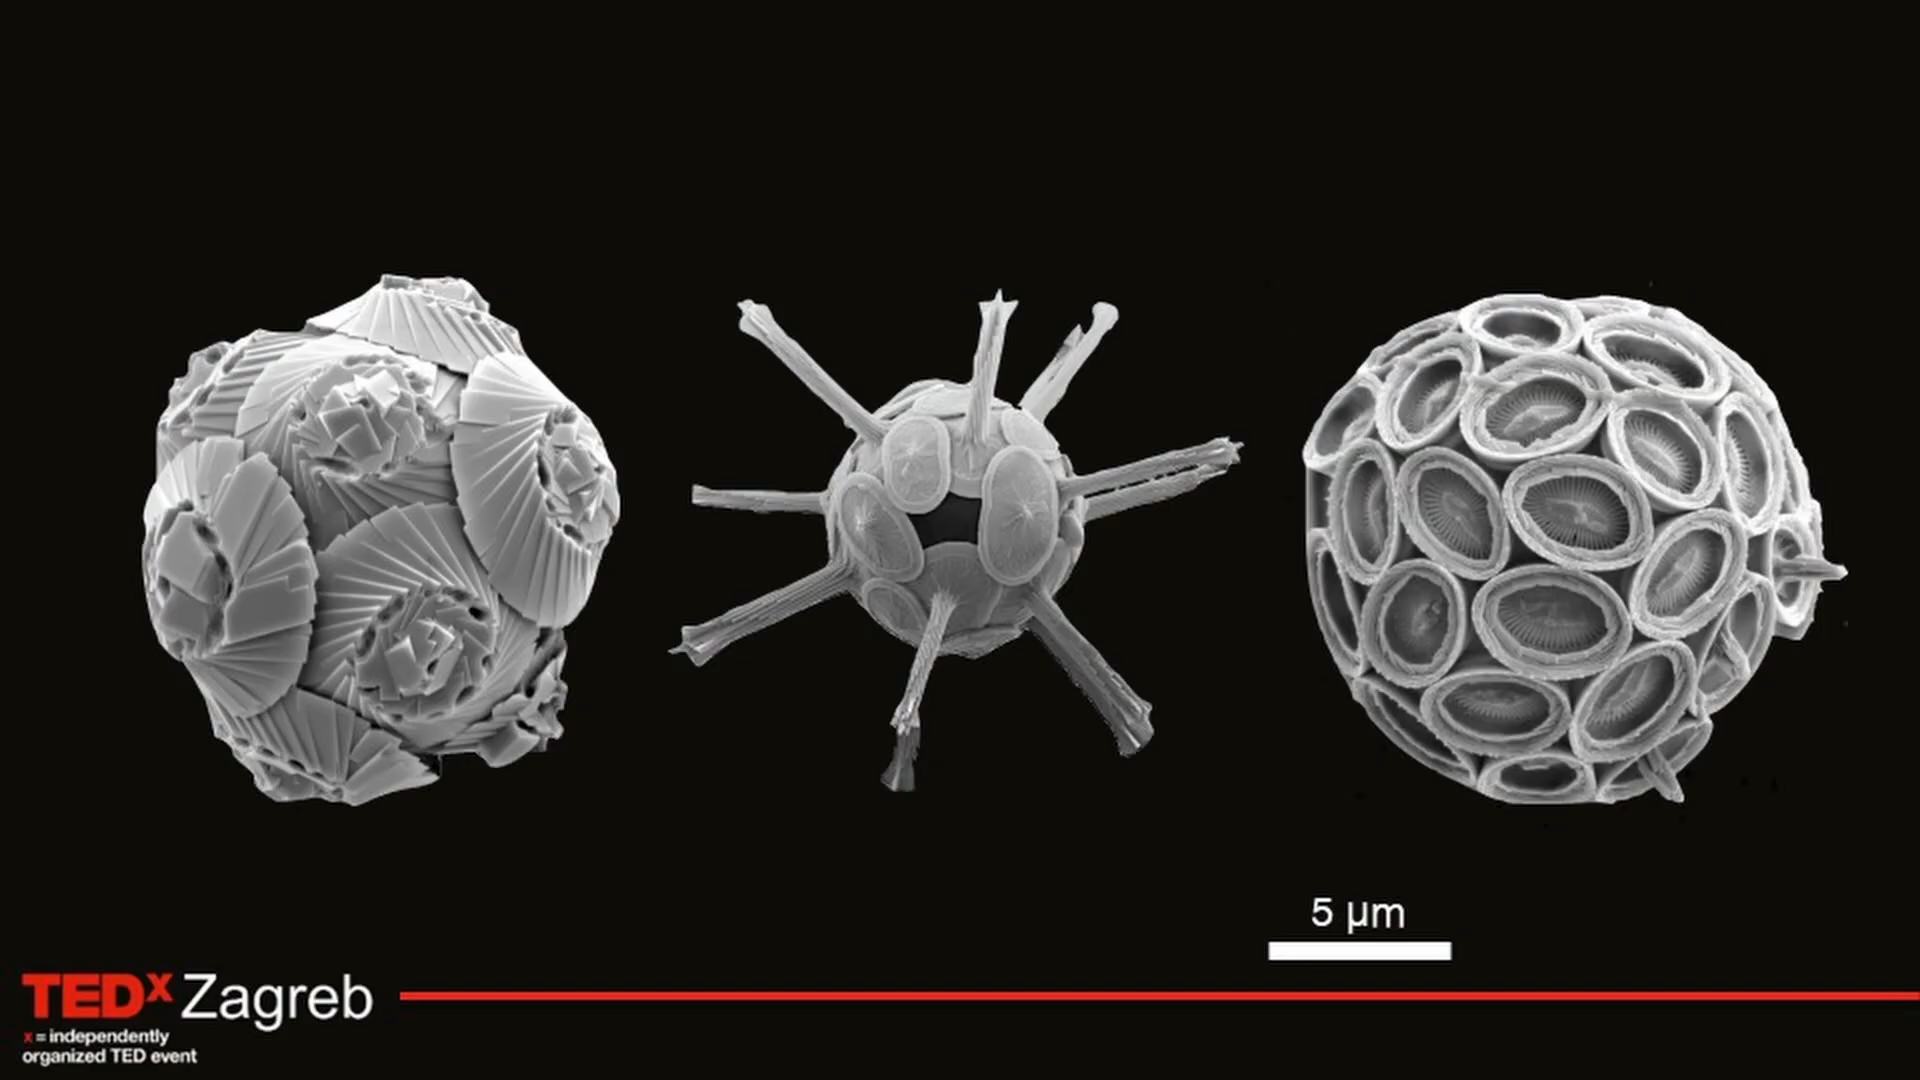 5 µm
TEDx Zagreb
x = independently
organized TED event